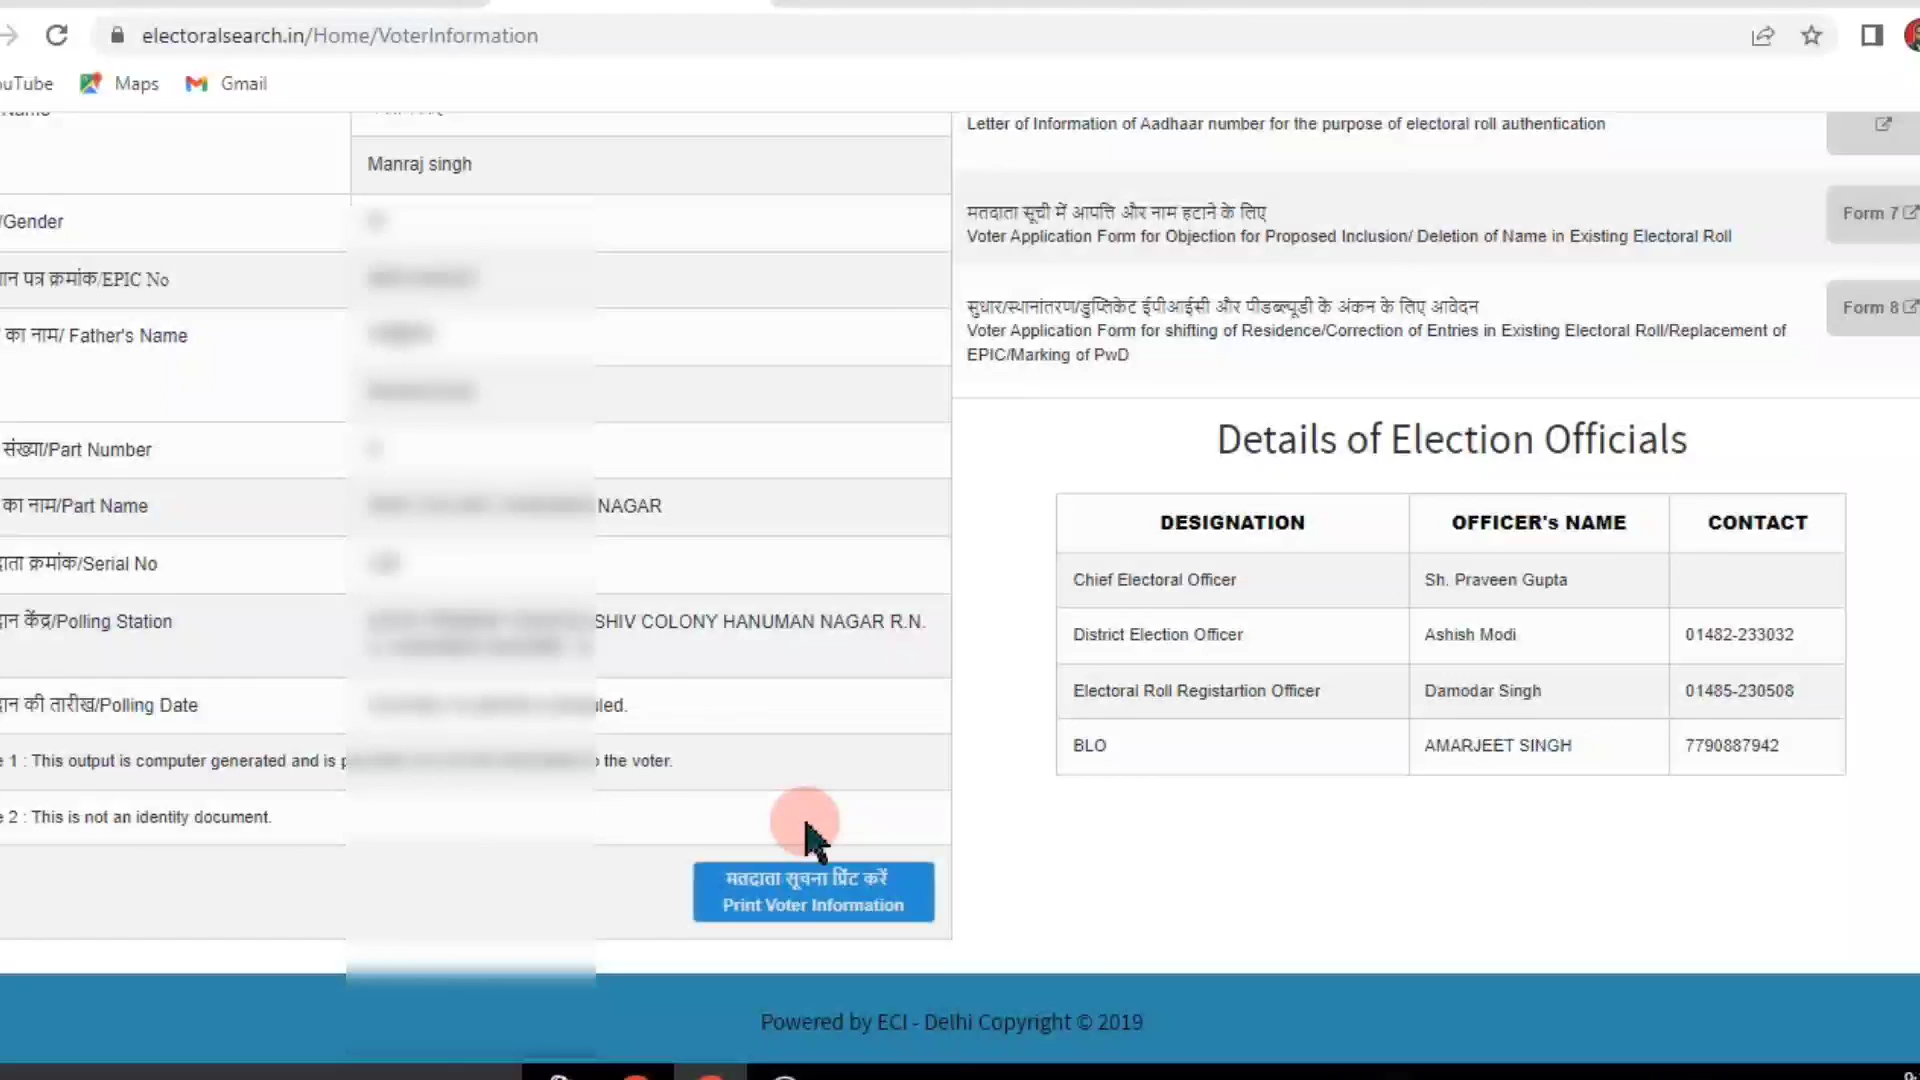 electoralsearch.in/Home/VoterInformation
ouTube Maps Gmail
Name
Manraj singh
/Gender
ान पत्र क्रमांक/EPIC No
का नाम/ Father's Name
संख्या/Part Number
का नाम/Part Name
NAGAR
ाता क्रमांक/Serial No
ान केंद्र/Polling Station
SHIV COLONY HANUMAN NAGAR R.N.
ान की तारीख/Polling Date
uled.
e 1 : This output is computer generated and is p
o the voter.
e 2 : This is not an identity document.
मतदाता सूचना प्रिंट करें
Print Voter Information
Letter of Information of Aadhaar number for the purpose of electoral roll authentication
मतदाता सूची में आपत्ति और नाम हटाने के लिए
Voter Application Form for Objection for Proposed Inclusion/ Deletion of Name in Existing Electoral Roll
Form 7
सुधार/स्थानांतरण/डुप्लिकेट ईपीआईसी और पीडब्ल्यूडी के अंकन के लिए आवेदन
Voter Application Form for shifting of Residence/Correction of Entries in Existing Electoral Roll/Replacement of
EPIC/Marking of PwD
Form 8
Details of Election Officials
DESIGNATION OFFICER's NAME CONTACT
Chief Electoral Officer Sh. Praveen Gupta
District Election Officer Ashish Modi 01482-233032
Electoral Roll Registartion Officer Damodar Singh 01485-230508
BLO AMARJEET SINGH 7790887942
Powered by ECI - Delhi Copyright © 2019